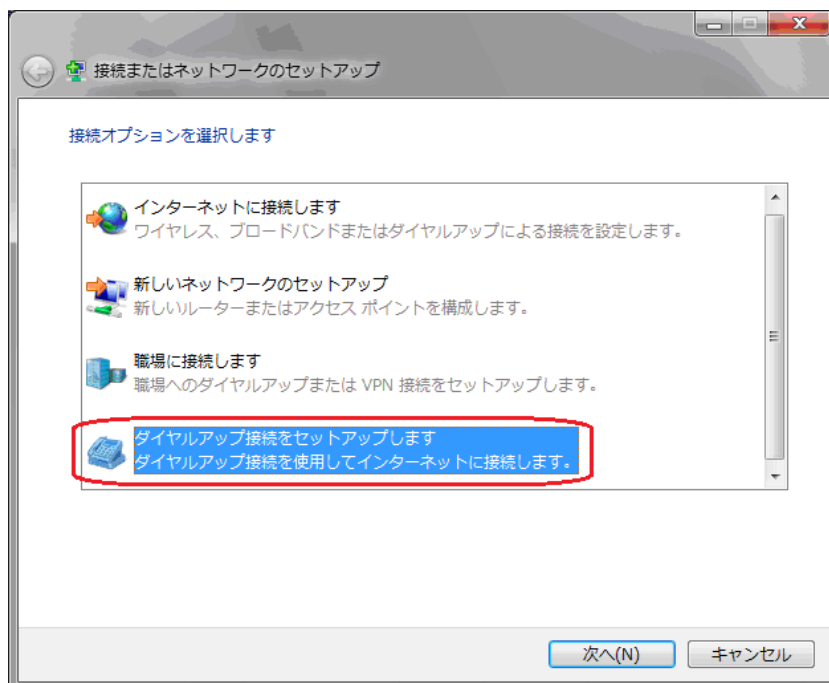 接続またはネットワークのセットアップ
接続オプションを選択します
インターネットに接続します
ワイヤレス、ブロードバンドまたはダイヤルアップによる接続を設定します。
新しいネットワークのセットアップ
新しいルーターまたはアクセス ポイントを構成します。
職場に接続します
職場へのダイヤルアップまたは VPN 接続をセットアップします。
ダイヤルアップ接続をセットアップします
ダイヤルアップ接続を使用してインターネットに接続します。
次へ(N)
キャンセル